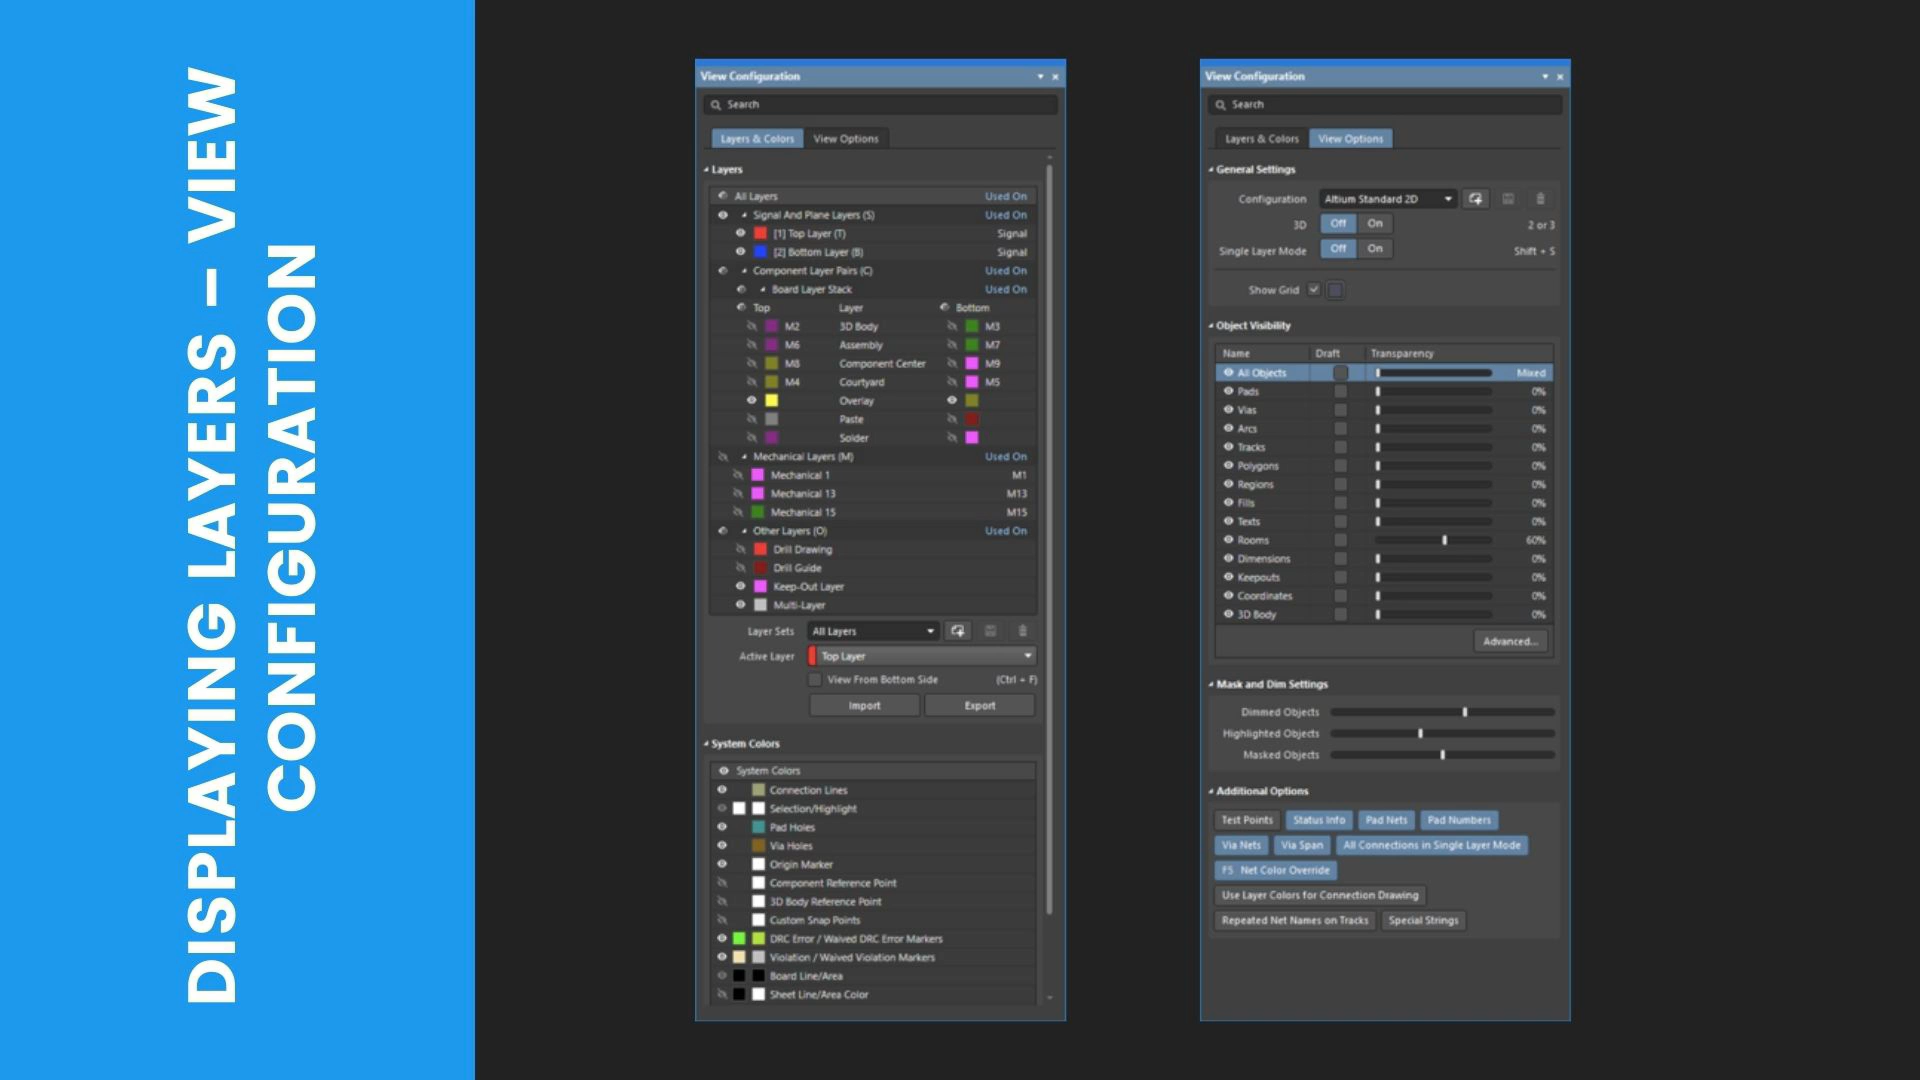 DISPLAYING LAYERS – VIEW
CONFIGURATION
View Configuration
Search
Layers & Colors View Options
Layers
All Layers Used On
Signal And Plane Layers (S) Used On
[1] Top Layer (T) Signal
[2] Bottom Layer (B) Signal
Component Layer Pairs (C) Used On
Board Layer Stack Used On
Top Layer Bottom
M2 3D Body M3
M6 Assembly M7
M8 Component Center M9
M4 Courtyard M5
Overlay
Paste
Solder
Mechanical Layers (M) Used On
Mechanical 1 M1
Mechanical 13 M13
Mechanical 15 M15
Other Layers (O) Used On
Drill Drawing
Drill Guide
Keep-Out Layer
Multi-Layer
Layer Sets All Layers
Active Layer Top Layer
View From Bottom Side (Ctrl + F)
Import Export
System Colors
System Colors
Connection Lines
Selection/Highlight
Pad Holes
Via Holes
Origin Marker
Component Reference Point
3D Body Reference Point
Custom Snap Points
DRC Error / Waived DRC Error Markers
Violation / Waived Violation Markers
Board Line/Area
Sheet Line/Area Color
View Configuration
Search
Layers & Colors View Options
General Settings
Configuration Altium Standard 2D
3D Off On 2 or 3
Single Layer Mode Off On Shift + S
Show Grid
Object Visibility
Name Draft Transparency
All Objects Mixed
Pads 0%
Vias 0%
Arcs 0%
Tracks 0%
Polygons 0%
Regions 0%
Fills 0%
Texts 0%
Rooms 60%
Dimensions 0%
Keepouts 0%
Coordinates 0%
3D Body 0%
Advanced...
Mask and Dim Settings
Dimmed Objects
Highlighted Objects
Masked Objects
Additional Options
Test Points Status Info Pad Nets Pad Numbers
Via Nets Via Span All Connections in Single Layer Mode
F5 Net Color Override
Use Layer Colors for Connection Drawing
Repeated Net Names on Tracks Special Strings